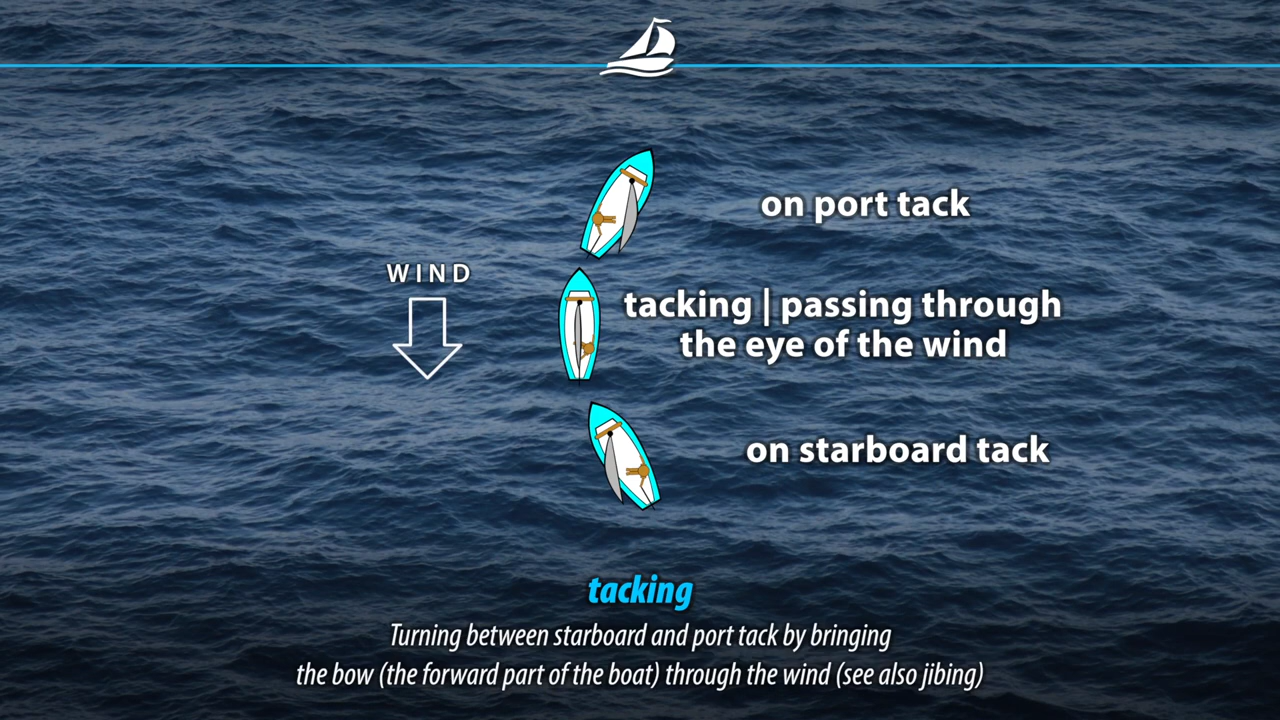 on port tack
WIND
tacking | passing through
the eye of the wind
on starboard tack
tacking
Turning between starboard and port tack by bringing
the bow (the forward part of the boat) through the wind (see also jibing)